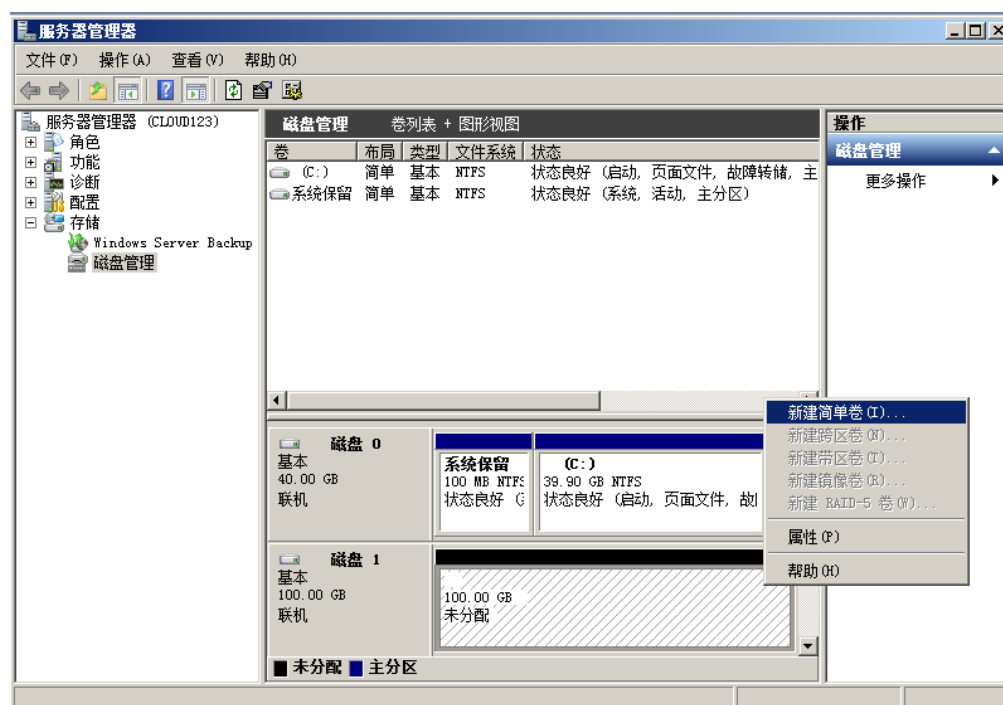 服务器管理器
文件(F) 操作(A) 查看(V) 帮助(H)
服务器管理器 (CLOUD123)
角色
功能
诊断
配置
存储
Windows Server Backup
磁盘管理
磁盘管理 卷列表 + 图形视图
卷 布局 类型 文件系统 状态
(C:) 简单 基本 NTFS 状态良好 (启动, 页面文件, 故障转储, 主
系统保留 简单 基本 NTFS 状态良好 (系统, 活动, 主分区)
磁盘 0
基本
40.00 GB
联机
系统保留
100 MB NTFS
状态良好 (
(C:)
39.90 GB NTFS
状态良好 (启动, 页面文件, 故
磁盘 1
基本
100.00 GB
联机
100.00 GB
未分配
未分配 主分区
操作
磁盘管理
更多操作
新建简单卷(I)...
新建跨区卷(N)...
新建带区卷(T)...
新建镜像卷(R)...
新建 RAID-5 卷(W)...
属性(P)
帮助(H)